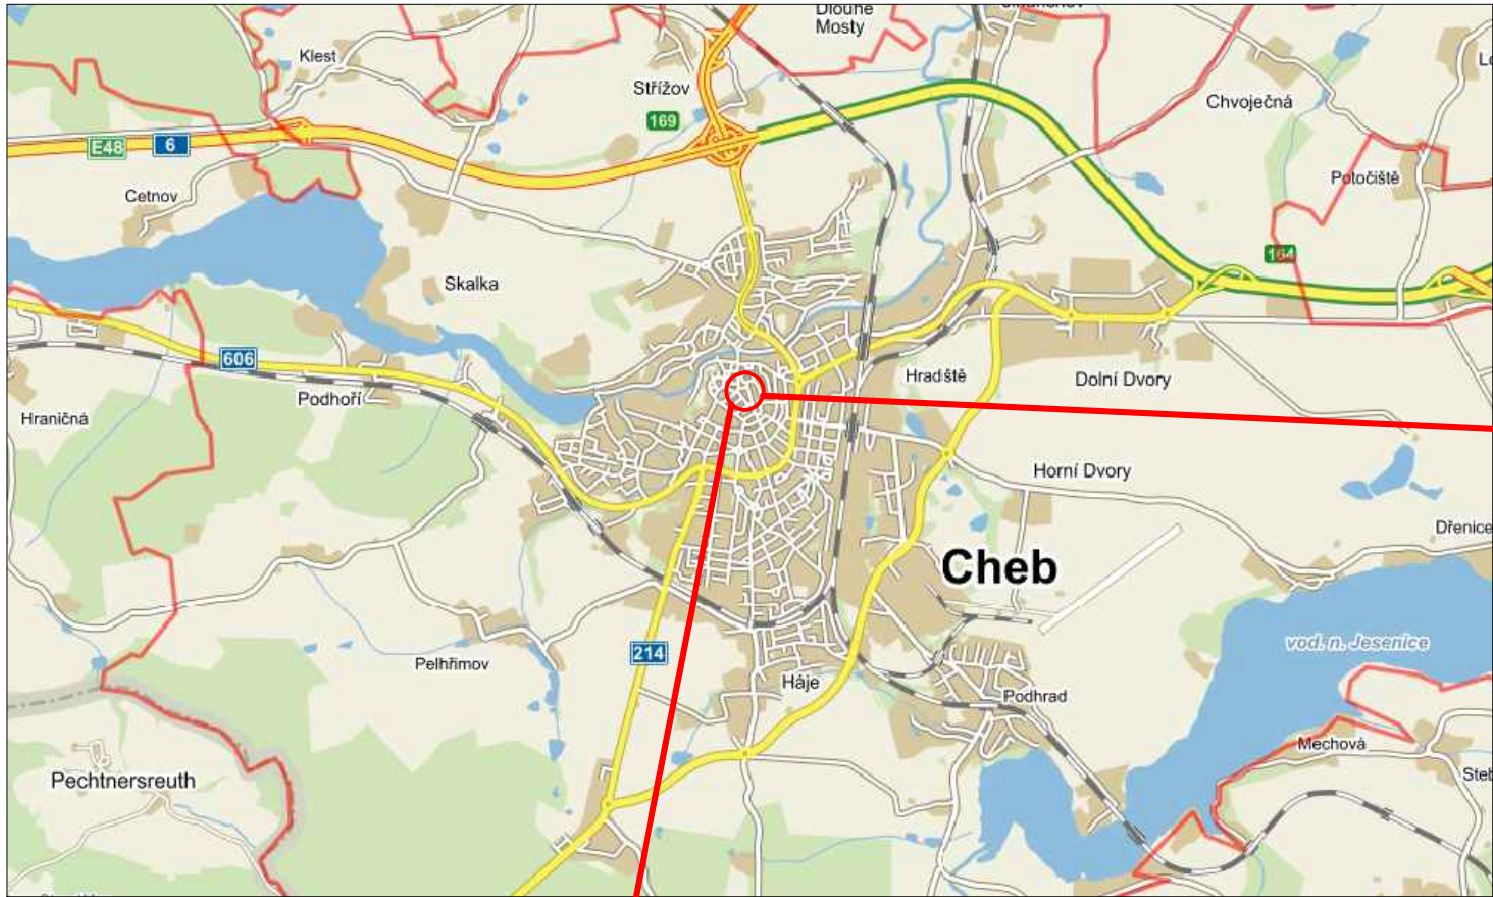 Dlouhé
Mosty
Klest
Střížov
169
Chvoječná
E48
6
Cetnov
Potočiště
164
Skalka
606
Podhoří
Hradiště
Dolní Dvory
Hraničná
Horní Dvory
Dřenice
Cheb
vod. n. Jesenice
214
Pelhřimov
Háje
Podhrad
Mechová
Pechtnersreuth
Steb